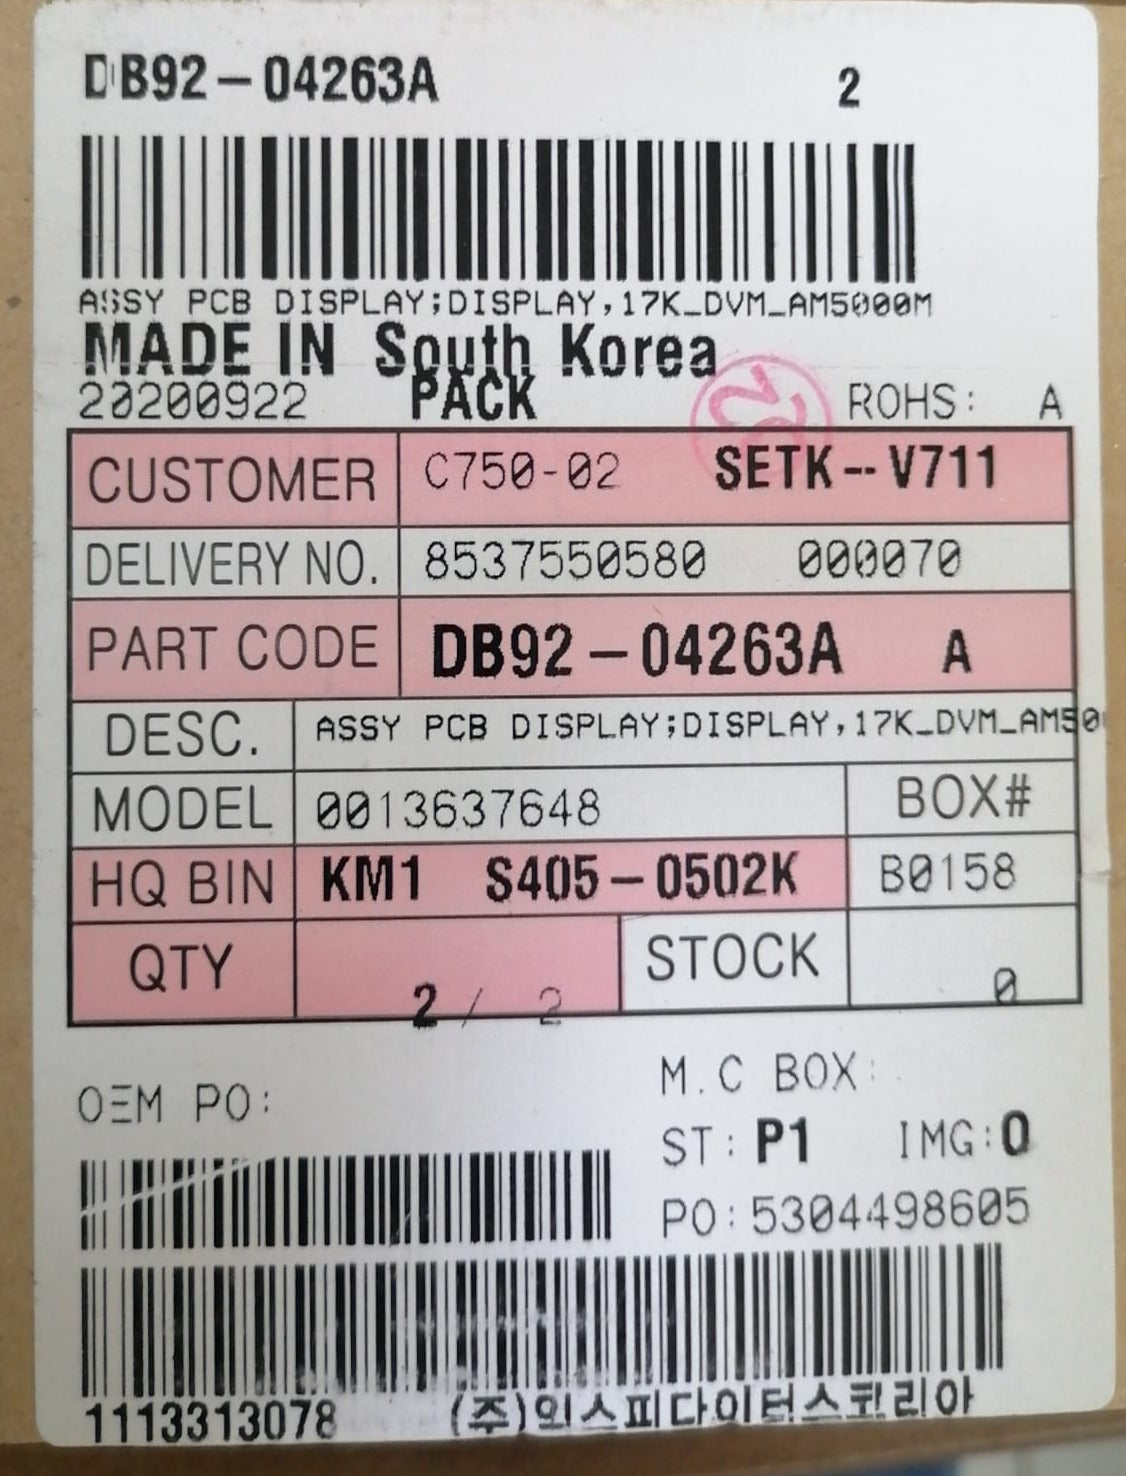 DB92-04263A 2
ASSY PCB DISPLAY;DISPLAY,17K_DVM_AM5000M
MADE IN South Korea
20200922 PACK ROHS: A
CUSTOMER C750-02 SETK--V711
DELIVERY NO. 8537550580 000070
PART CODE DB92-04263A A
DESC. ASSY PCB DISPLAY;DISPLAY,17K_DVM_AM50
MODEL 0013637648 BOX#
HQ BIN KM1 S405-0502K B0158
QTY 2 / 2 STOCK 0
OEM PO: M.C BOX:
ST: P1 IMG:0
PO:5304498605
1113313078 (주)인스피다이터스코리아